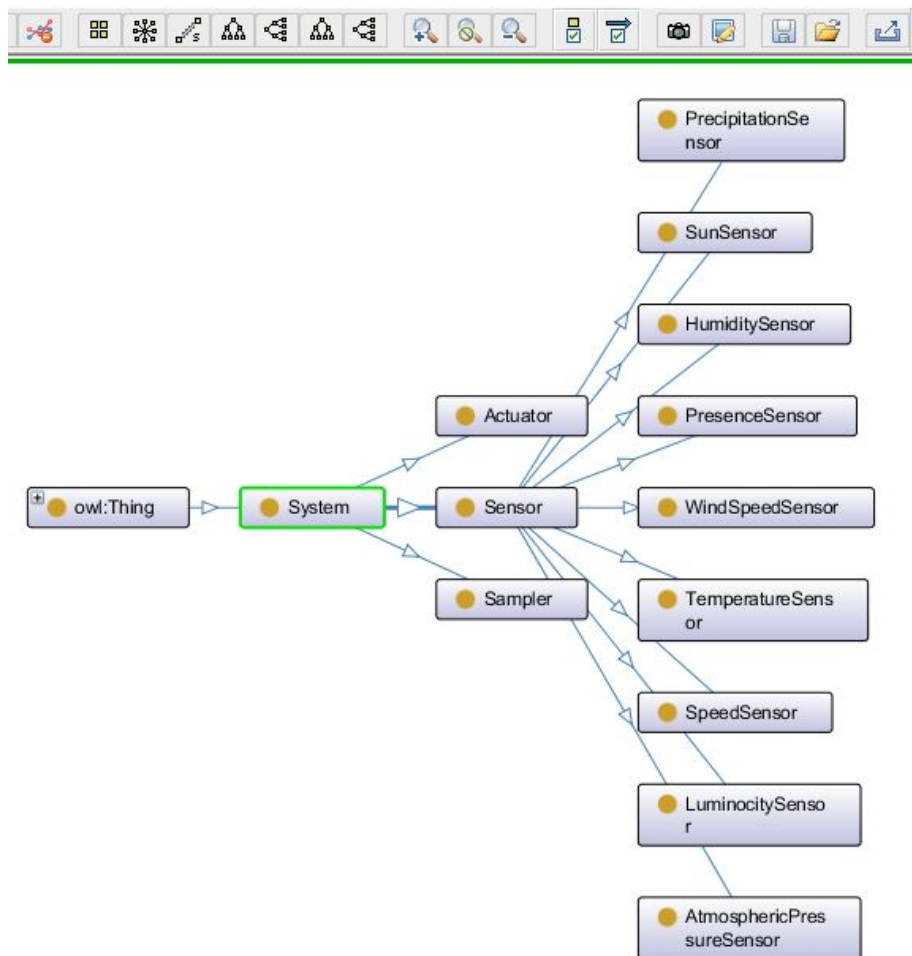 PrecipitationSe
nsor
SunSensor
HumiditySensor
Actuator
PresenceSensor
owl:Thing
System
Sensor
WindSpeedSensor
Sampler
TemperatureSens
or
SpeedSensor
LuminocitySenso
r
AtmosphericPres
sureSensor